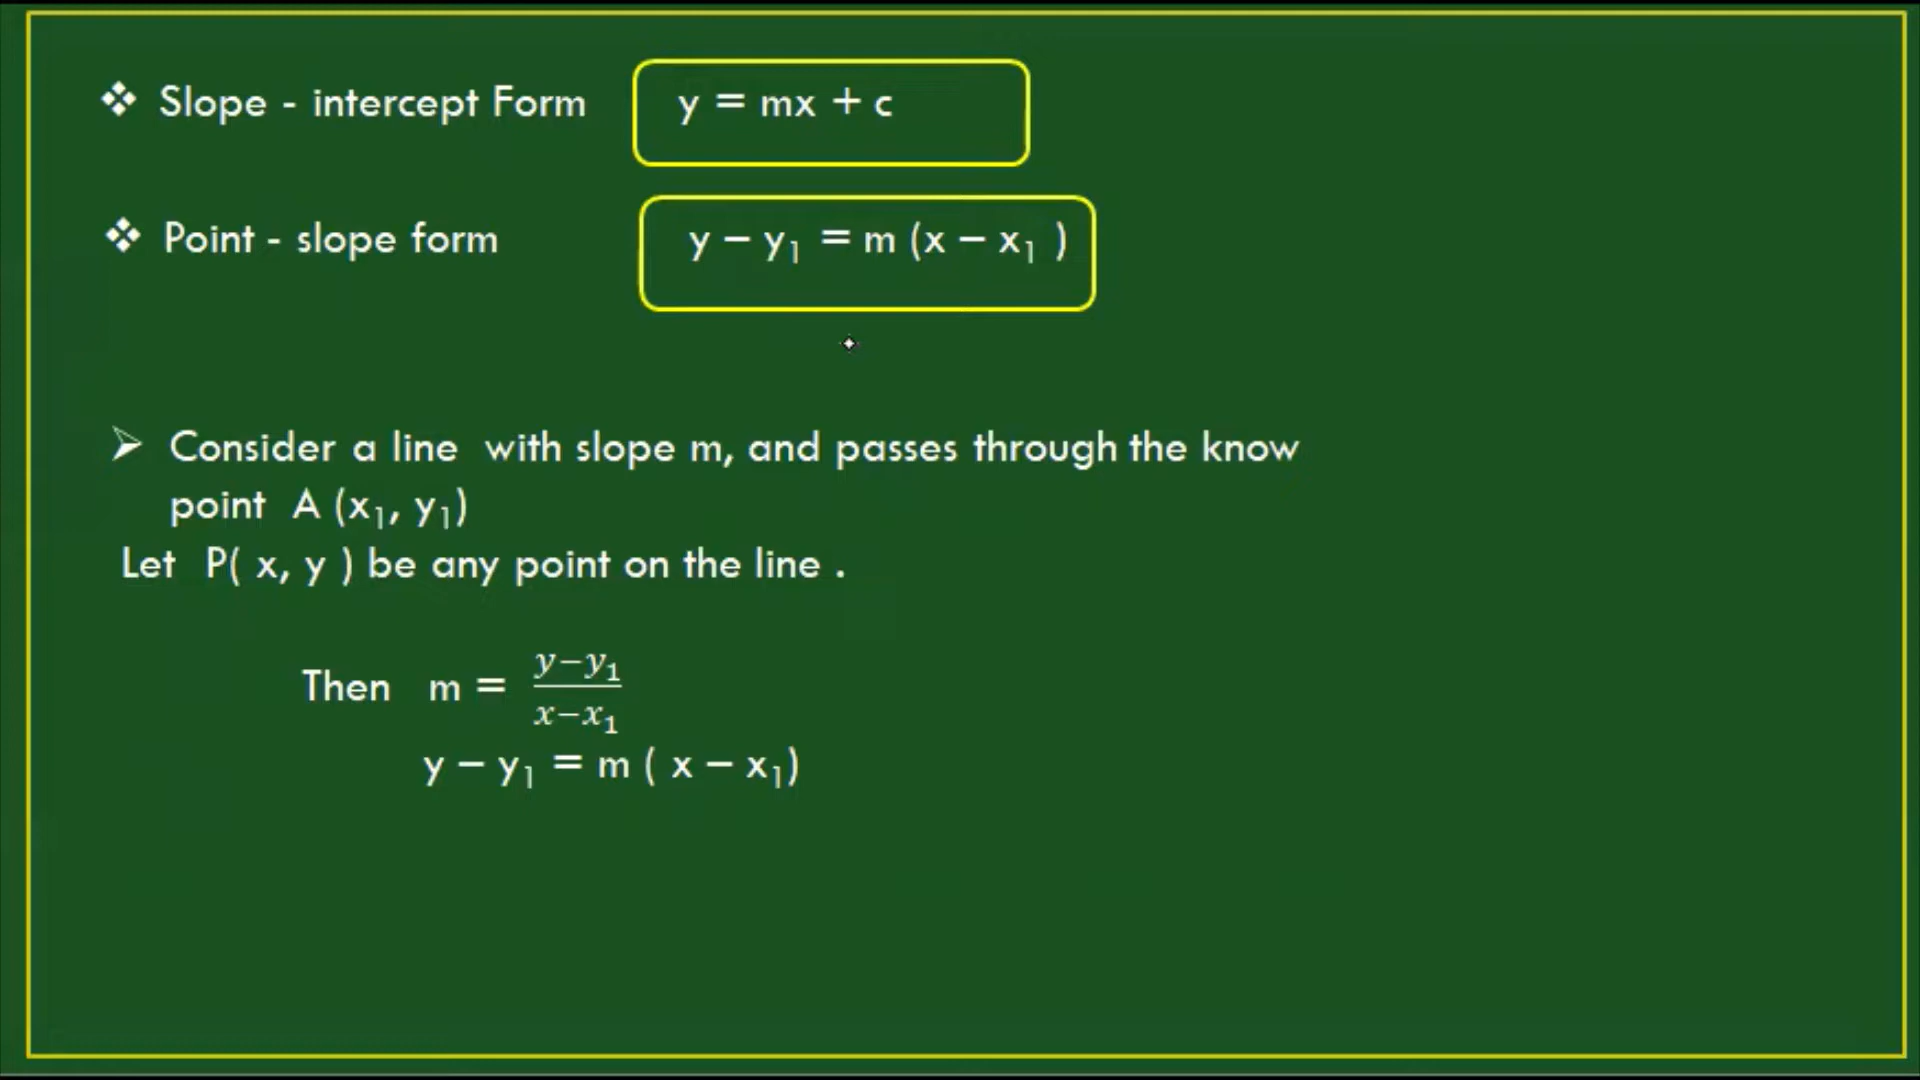 ❖ Slope - intercept Form y = mx + c
❖ Point - slope form y − y₁ = m (x − x₁ )
➢ Consider a line with slope m, and passes through the know
point A (x₁, y₁)
Let P( x, y ) be any point on the line .
Then m = \frac{y−y₁}{x−x₁}
y − y₁ = m ( x − x₁)